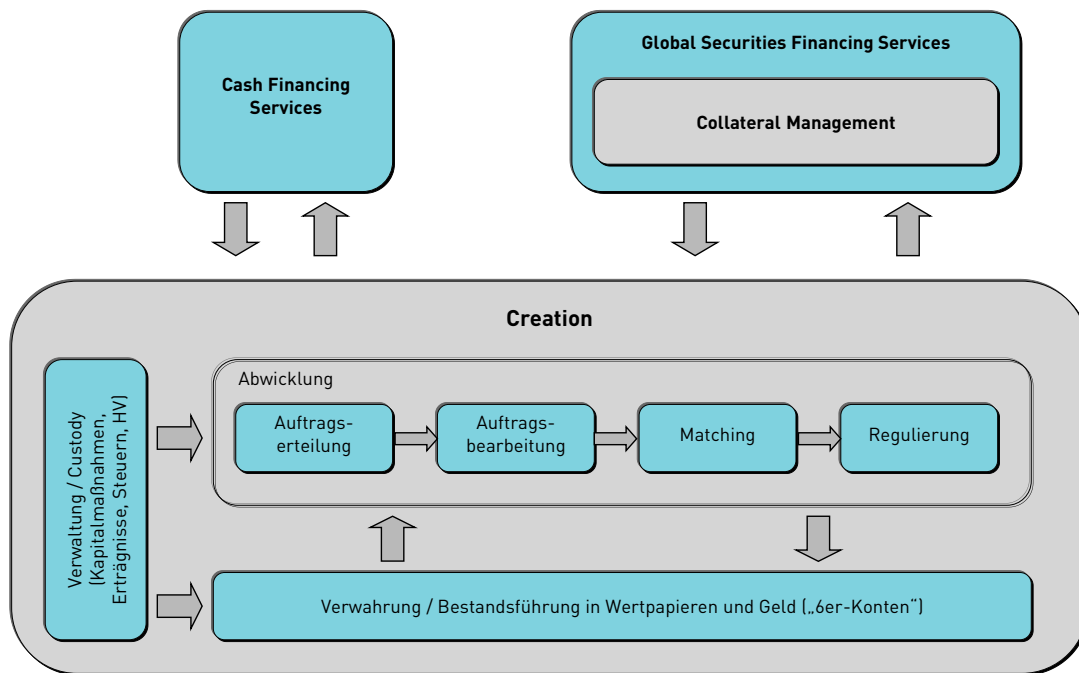 Cash Financing
Services
Global Securities Financing Services
Collateral Management
Creation
Verwaltung / Custody
(Kapitalmaßnahmen,
Erträgnisse, Steuern, HV)
Abwicklung
Auftrags-
erteilung
Auftrags-
bearbeitung
Matching
Regulierung
Verwahrung / Bestandsführung in Wertpapieren und Geld („6er-Konten“)